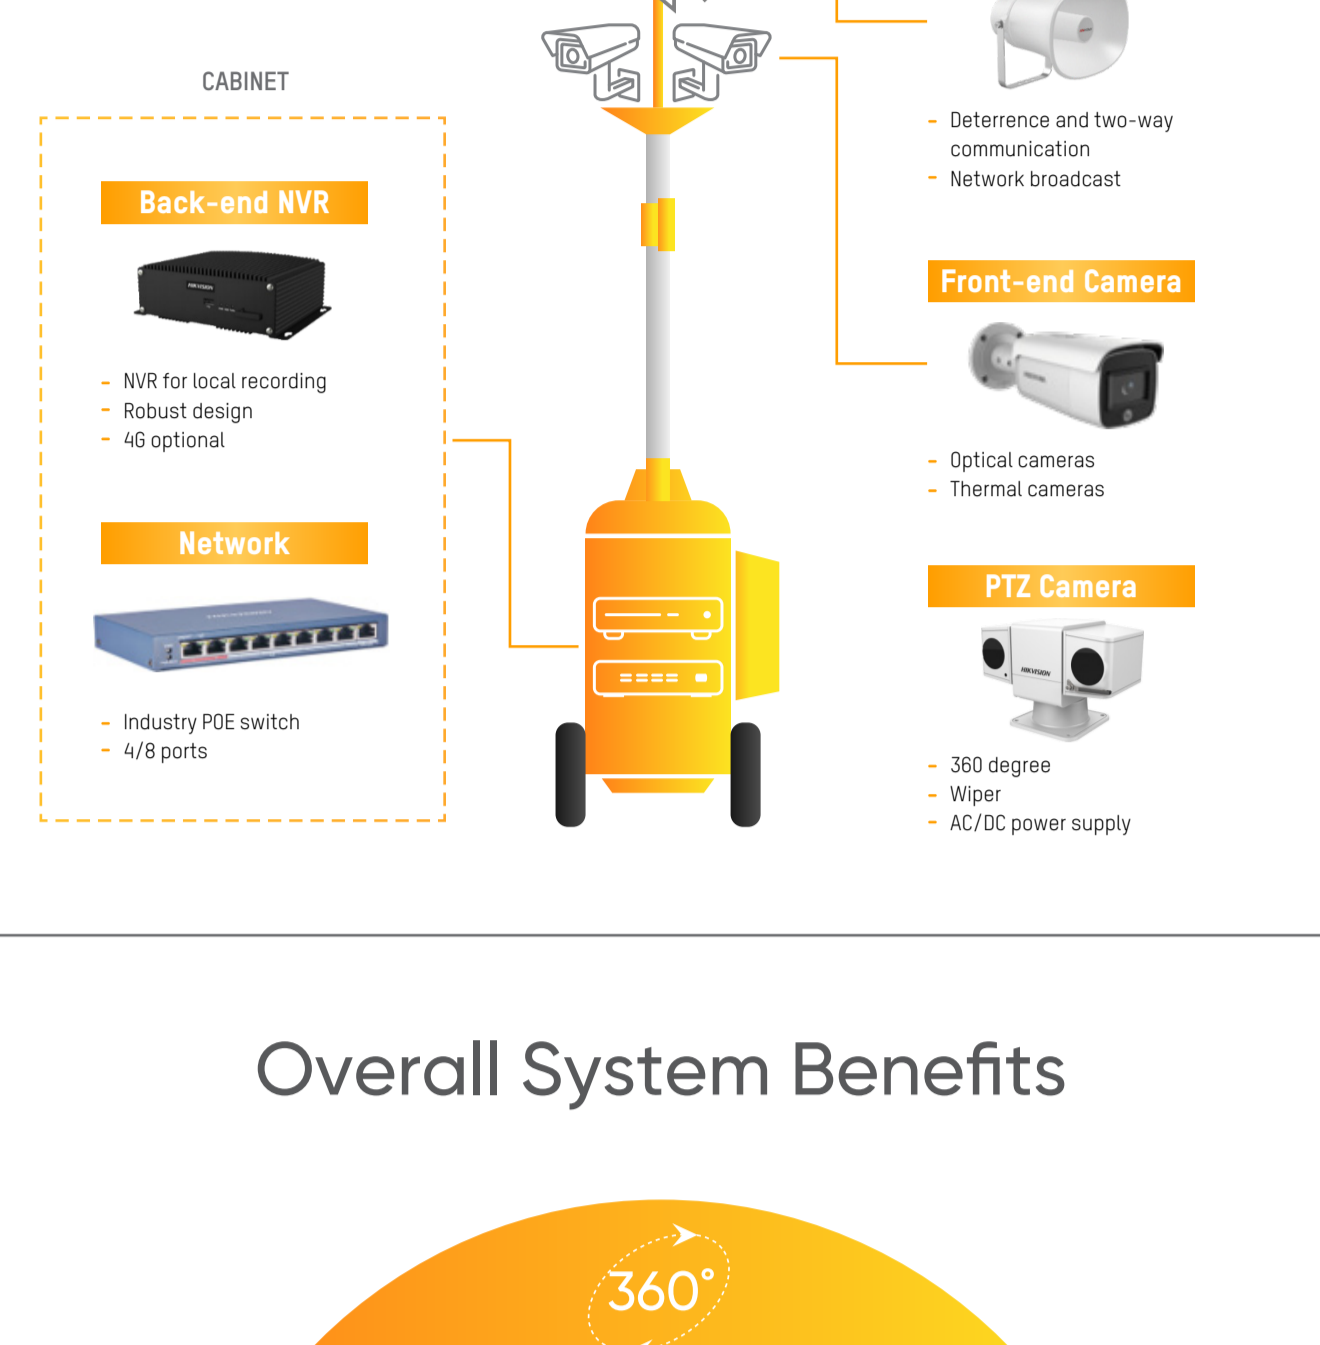 CABINET
Back-end NVR
HIKVISION
- NVR for local recording
- Robust design
- 4G optional
Network
- Industry POE switch
- 4/8 ports
- Deterrence and two-way
communication
- Network broadcast
Front-end Camera
- Optical cameras
- Thermal cameras
PTZ Camera
HIKVISION
- 360 degree
- Wiper
- AC/DC power supply
Overall System Benefits
360°